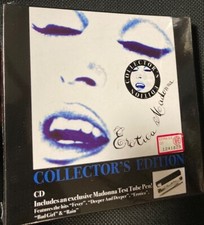 COLLECTOR'S
EDITION
Erotica Madonna
COLLECTOR'S EDITION
CD
Includes an exclusive Madonna Test Tube Pen!
Features the hits "Fever", "Deeper And Deeper", "Erotica",
"Bad Girl" & "Rain"